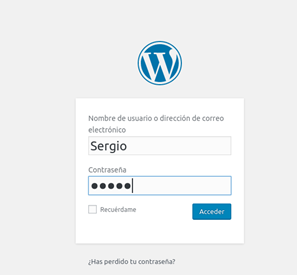 Nombre de usuario o dirección de correo
electrónico
Sergio
Contraseña
●●●●●
Recuérdame
Acceder
¿Has perdido tu contraseña?